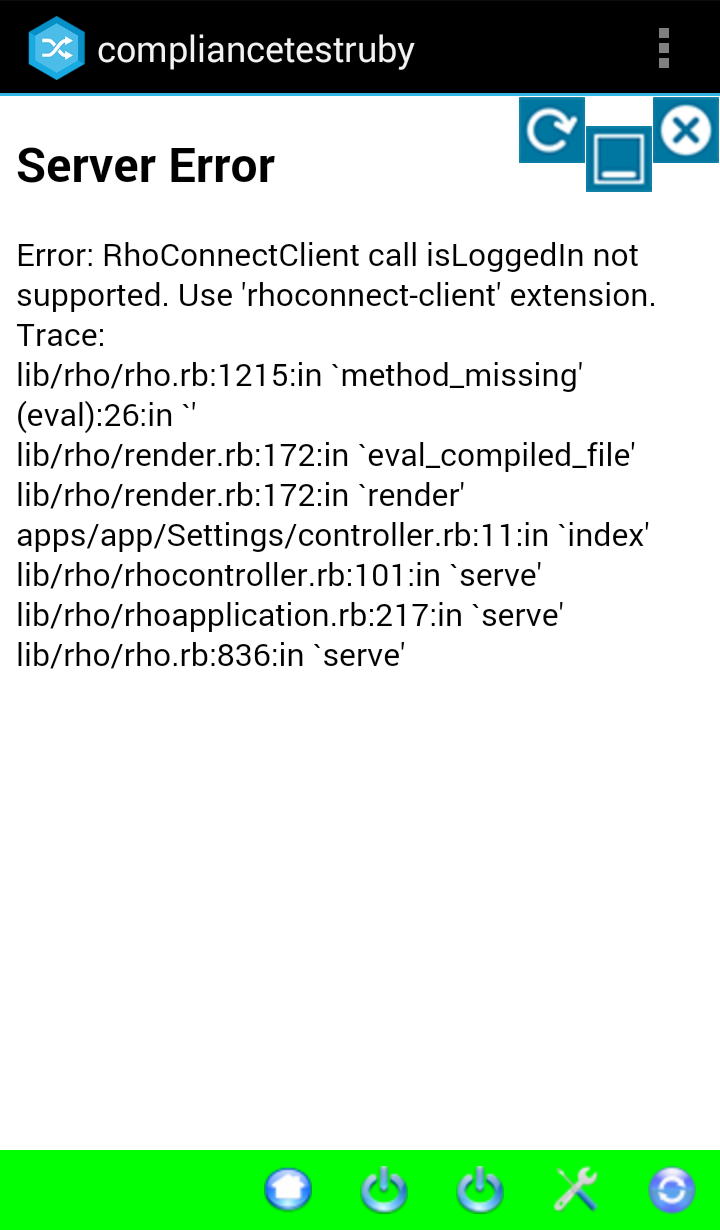 compliancetestruby
Server Error
Error: RhoConnectClient call isLoggedIn not
supported. Use 'rhoconnect-client' extension.
Trace:
lib/rho/rho.rb:1215:in `method_missing'
(eval):26:in `'
lib/rho/render.rb:172:in `eval_compiled_file'
lib/rho/render.rb:172:in `render'
apps/app/Settings/controller.rb:11:in `index'
lib/rho/rhocontroller.rb:101:in `serve'
lib/rho/rhoapplication.rb:217:in `serve'
lib/rho/rho.rb:836:in `serve'